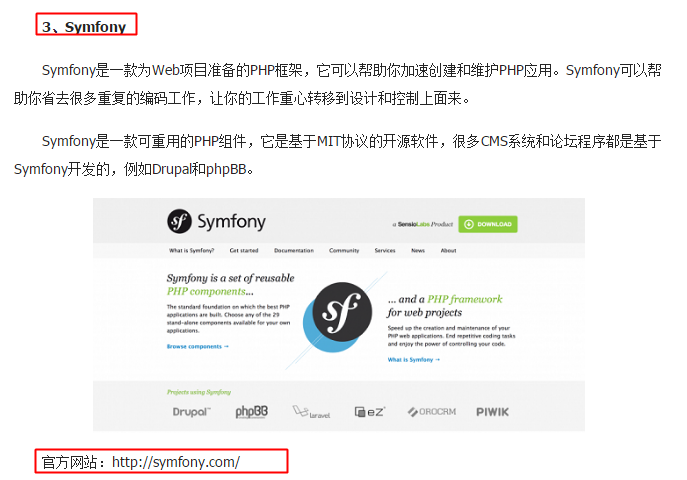 3、Symfony
Symfony是一款为Web项目准备的PHP框架，它可以帮助你加速创建和维护PHP应用。Symfony可以帮
助你省去很多重复的编码工作，让你的工作重心转移到设计和控制上面来。
Symfony是一款可重用的PHP组件，它是基于MIT协议的开源软件，很多CMS系统和论坛程序都是基于
Symfony开发的，例如Drupal和phpBB。
sf Symfony
a SensioLabs Product DOWNLOAD
What is Symfony? Get started Documentation Community Services News About
Symfony is a set of reusable
PHP components...
The standard foundation on which the best PHP
applications are built. Choose any of the 29
stand-alone components available for your own
applications.
Browse components →
sf
... and a PHP framework
for web projects
Speed up the creation and maintenance of your
PHP web applications. End repetitive coding tasks
and enjoy the power of controlling your code.
What is Symfony →
Projects using Symfony
Drupal™ phpBB laravel eZ OROCRM PIWIK
官方网站：http://symfony.com/